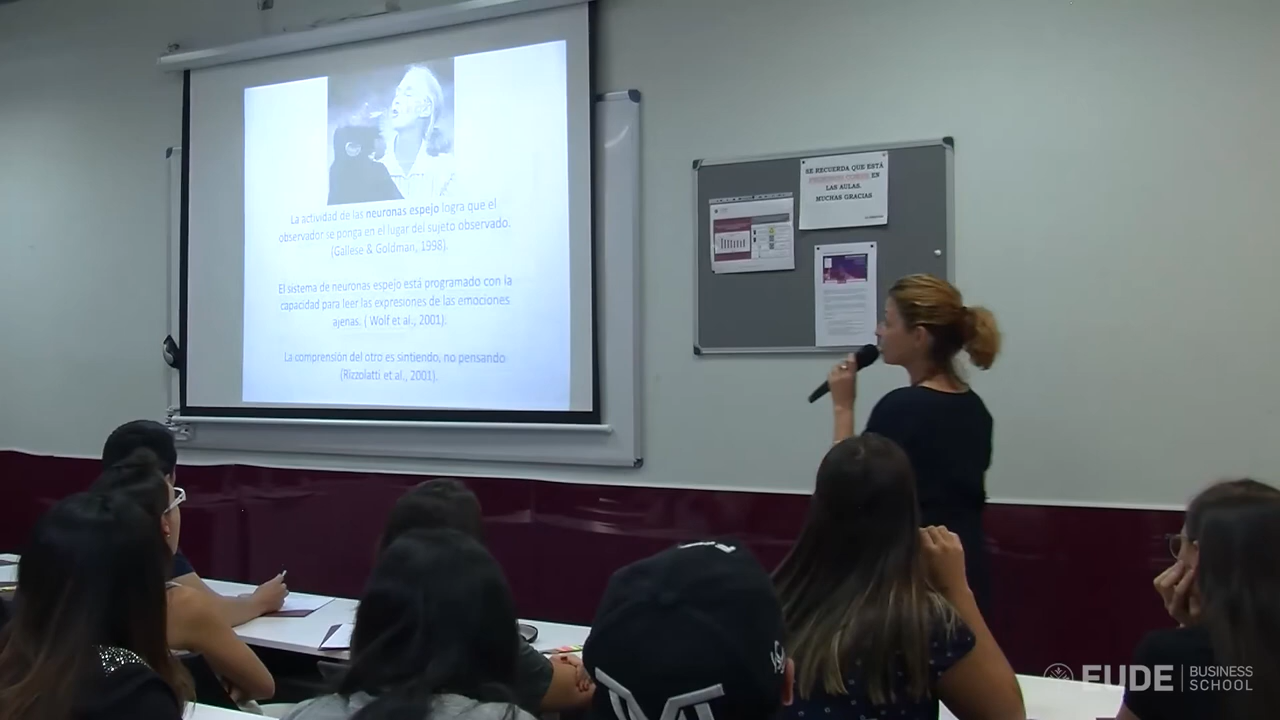 La actividad de las neuronas espejo logra que el
observador se ponga en el lugar del sujeto observado.
(Gallese & Goldman, 1998).
El sistema de neuronas espejo está programado con la
capacidad para leer las expresiones de las emociones
ajenas. ( Wolf et al., 2001).
La comprensión del otro es sintiendo, no pensando
(Rizzolatti et al., 2001).
SE RECUERDA QUE ESTÁ
EN
LAS AULAS.
MUCHAS GRACIAS
EUDE BUSINESS
SCHOOL